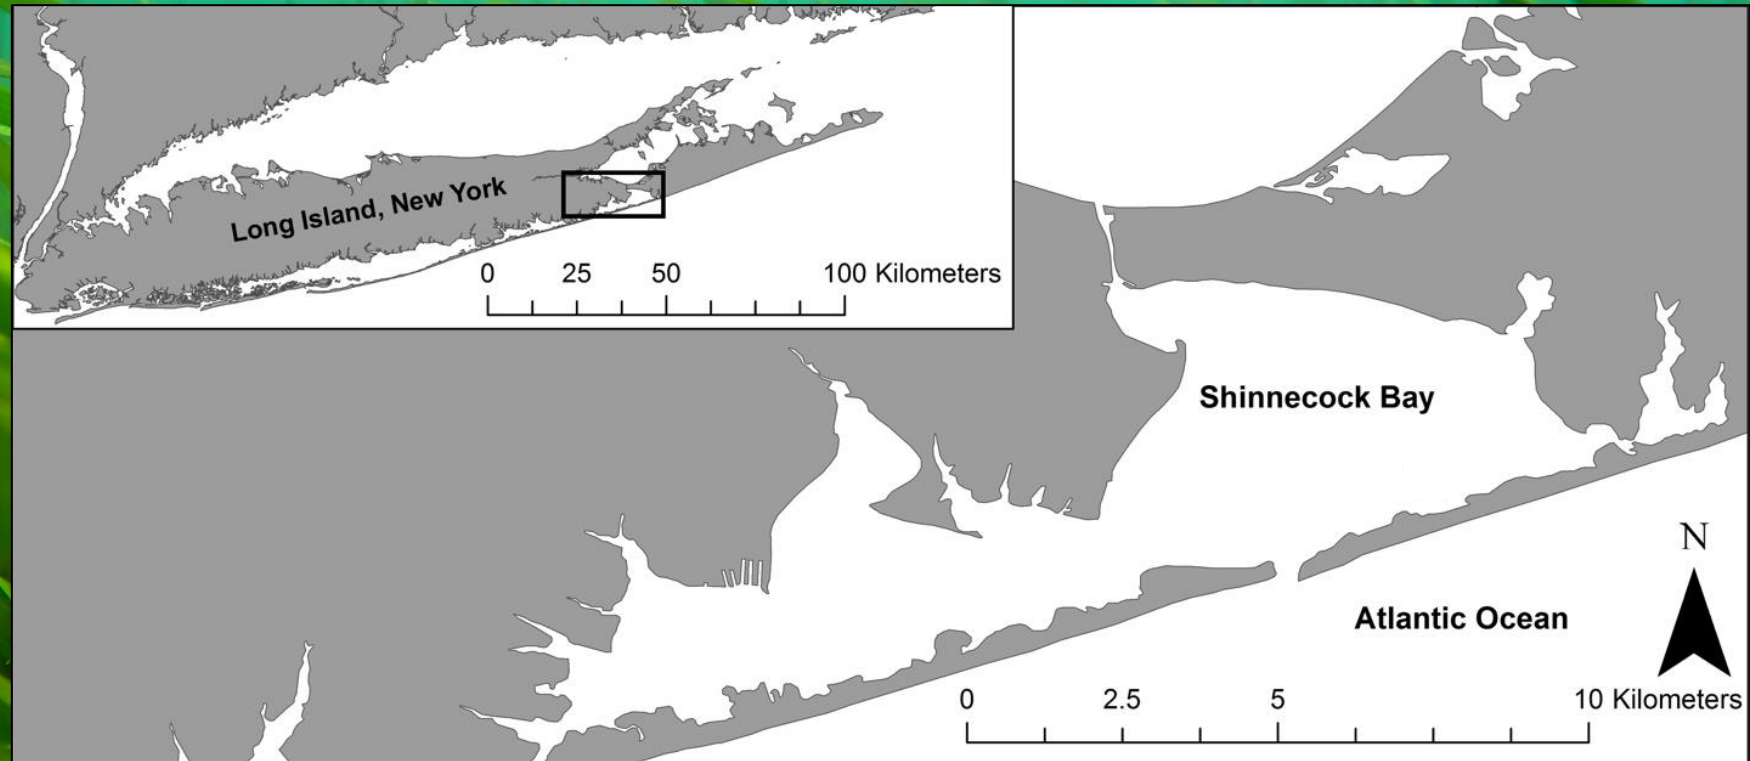 Long Island, New York
0 25 50 100 Kilometers
Shinnecock Bay
N
Atlantic Ocean
0 2.5 5 10 Kilometers